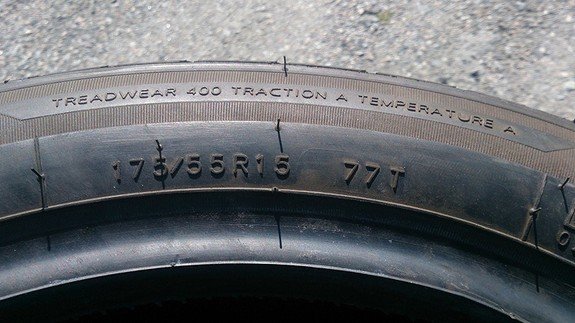 TREADWEAR 400 TRACTION A TEMPERATURE A
175/55R15 77T